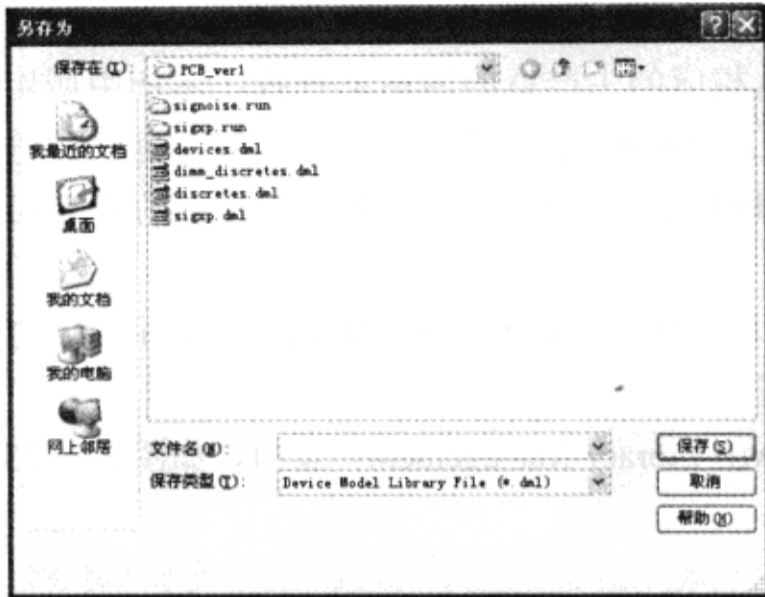 另存为
保存在(I):
PCB_ver1
signoise.run
sigxp.run
devices.dml
dimm_discretes.dml
discretes.dml
sigxp.dml
我最近的文档
桌面
我的文档
我的电脑
网上邻居
文件名(N):
保存(S)
保存类型(T):
Device Model Library File (*.dml)
取消
帮助(H)